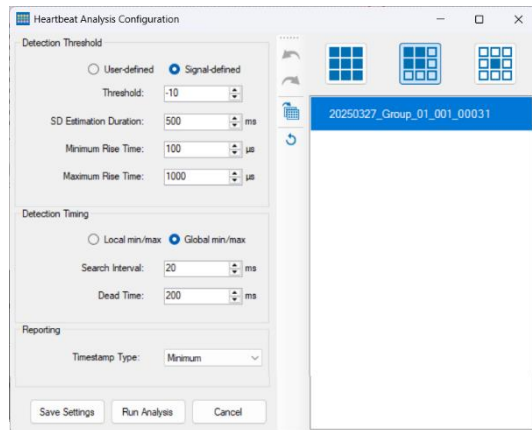 Heartbeat Analysis Configuration
Detection Threshold
User-defined Signal-defined
Threshold: -10
SD Estimation Duration: 500 ms
Minimum Rise Time: 100 µs
Maximum Rise Time: 1000 µs
Detection Timing
Local min/max Global min/max
Search Interval: 20 ms
Dead Time: 200 ms
Reporting
Timestamp Type: Minimum
Save Settings Run Analysis Cancel
20250327_Group_01_001_00031